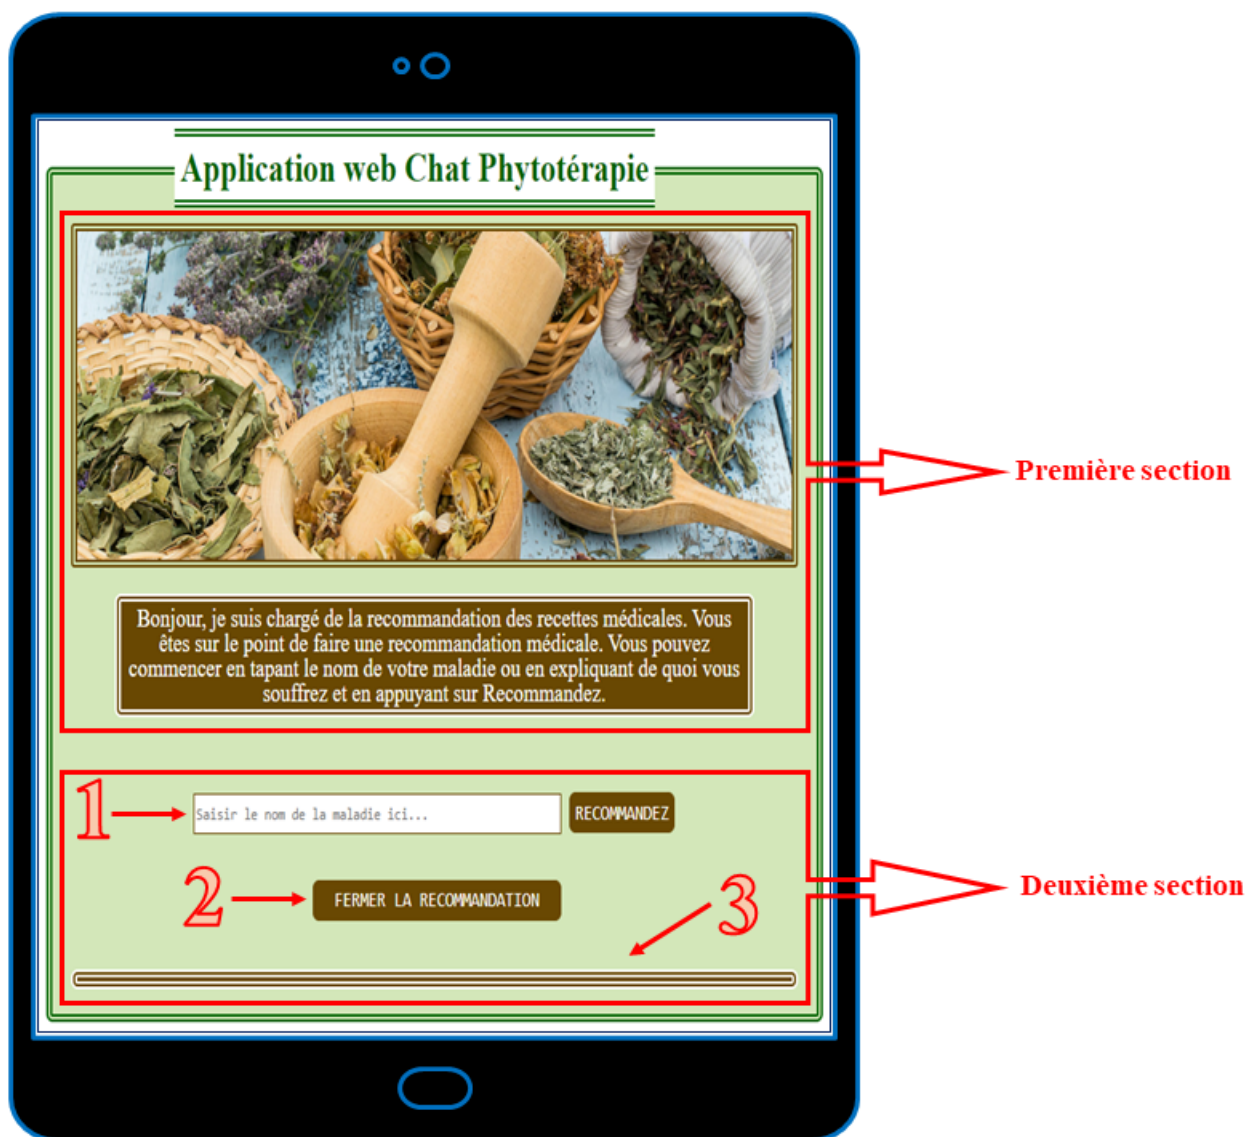 Application web Chat Phytotérapie
Première section
Bonjour, je suis chargé de la recommandation des recettes médicales. Vous
êtes sur le point de faire une recommandation médicale. Vous pouvez
commencer en tapant le nom de votre maladie ou en expliquant de quoi vous
souffrez et en appuyant sur Recommandez.
1
Saisir le nom de la maladie ici...
RECOMMANDEZ
2
FERMER LA RECOMMANDATION
3
Deuxième section